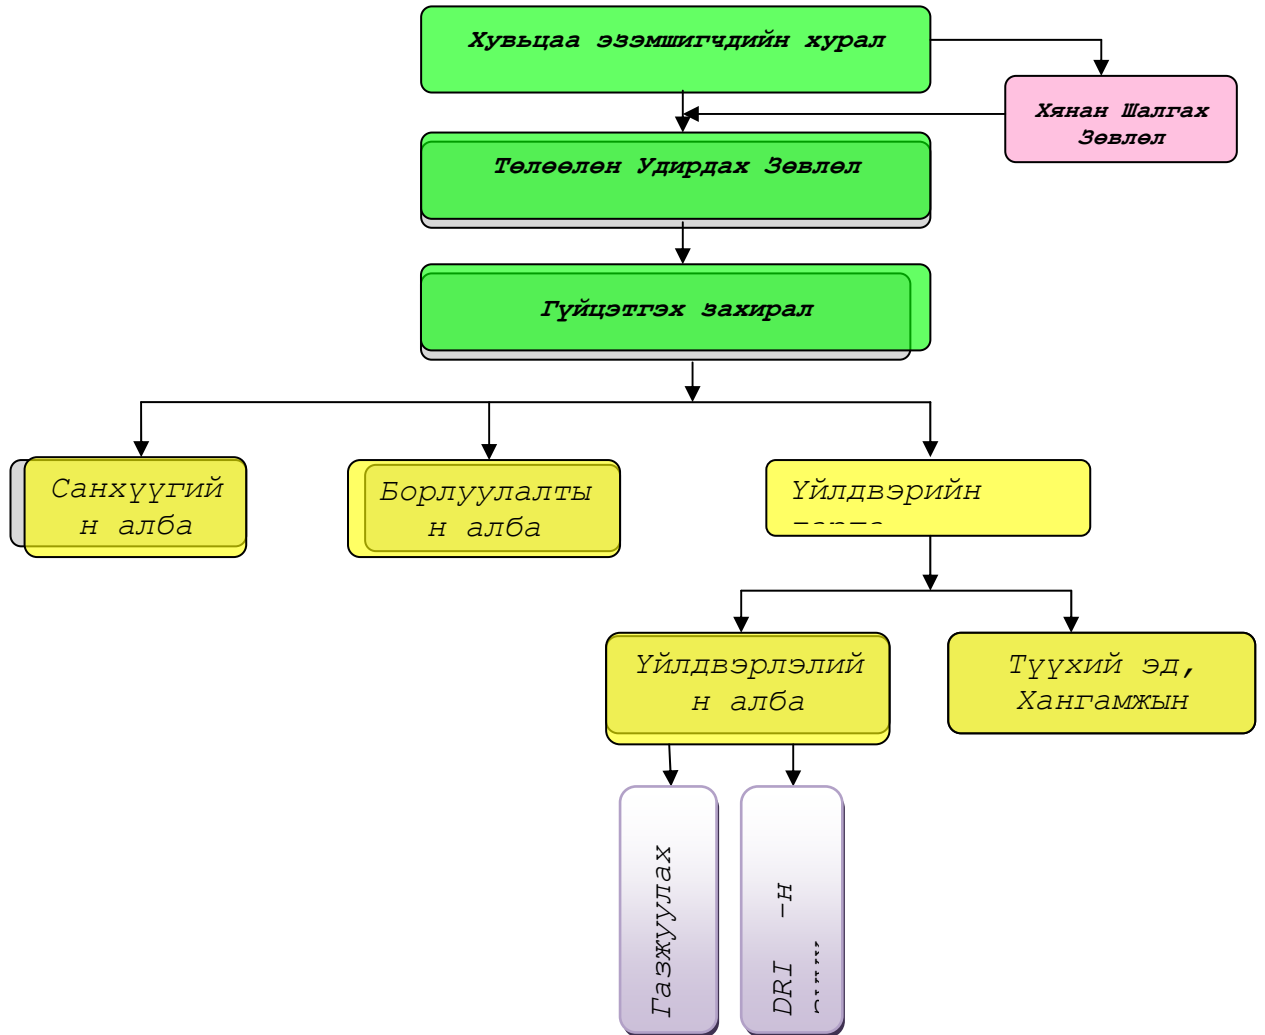 Хувьцаа эзэмшигчдийн хурал
Хянан Шалгах
Зөвлөл
Төлөөлөн Удирдах Зөвлөл
Гүйцэтгэх захирал
Санхүүгий
н алба
Борлуулалты
н алба
Үйлдвэрийн
Үйлдвэрлэлий
н алба
Түүхий эд,
Хангамжын
Газжуулах
DRI -н